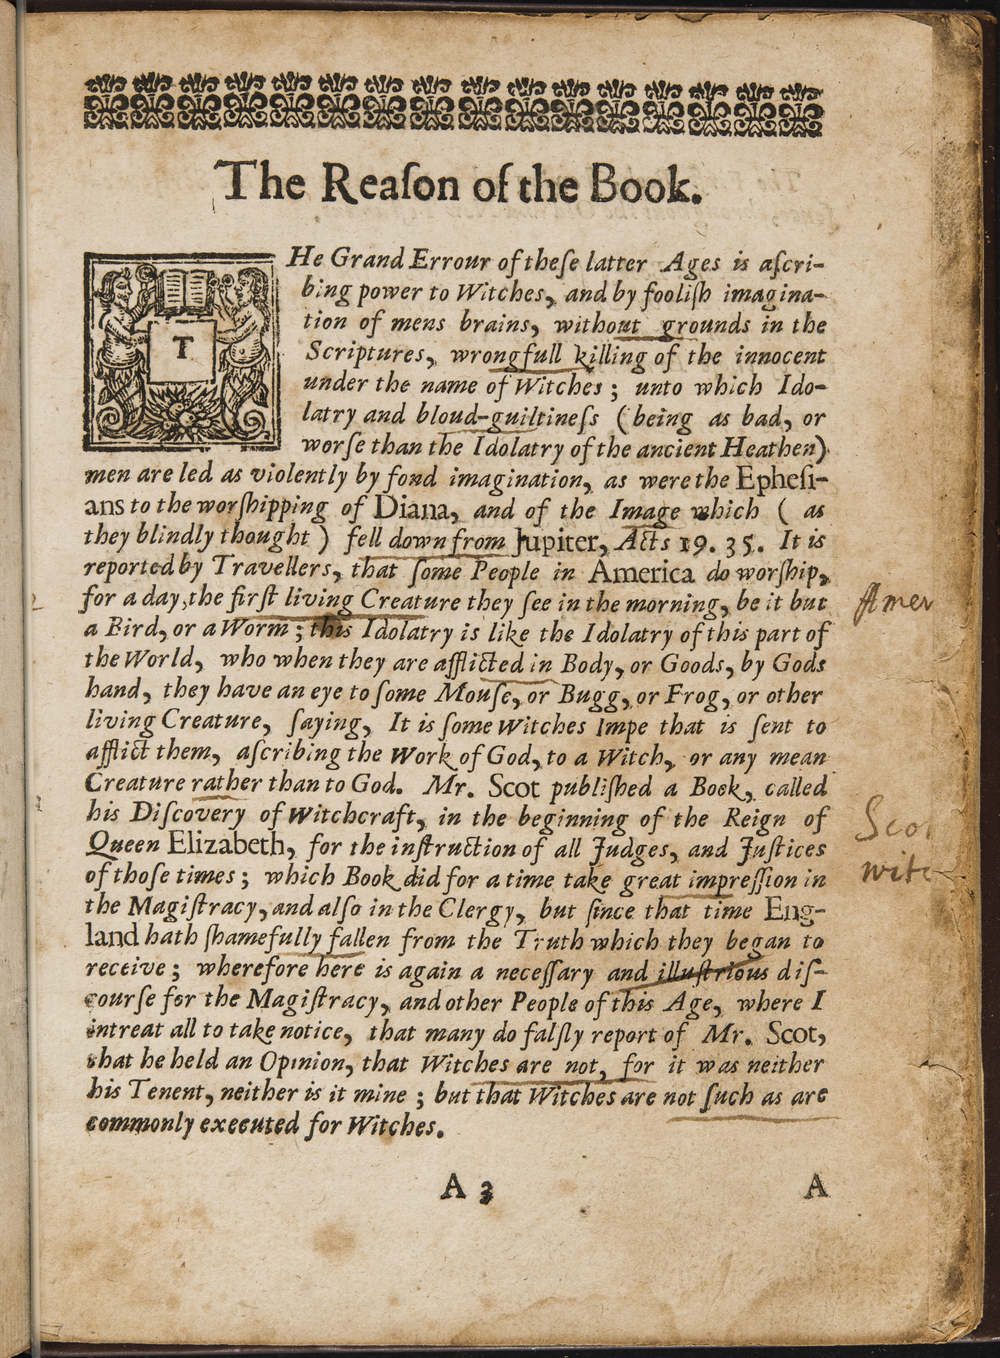 The Reaſon of the Book.
THe Grand Errour of theſe latter Ages is aſcri-
bing power to Witches, and by fooliſh imagina-
tion of mens brains, without grounds in the
Scriptures, wrongfull killing of the innocent
under the name of Witches ; unto which Ido-
latry and bloud-guiltineſs ( being as bad, or
worſe than the Idolatry of the ancient Heathen)
men are led as violently by fond imagination, as were the Epheſi-
ans to the worſhipping of Diana, and of the Image which ( as
they blindly thought ) fell down from Jupiter, Acts 19. 35. It is
reported by Travellers, that ſome People in America do worſhip,
for a day, the firſt living Creature they ſee in the morning, be it but
Amer
a Bird, or a Worm ; this Idolatry is like the Idolatry of this part of
the World, who when they are afflicted in Body, or Goods, by Gods
hand, they have an eye to ſome Mouſe, or Bugg, or Frog, or other
living Creature, ſaying, It is ſome Witches Impe that is ſent to
afflict them, aſcribing the Work of God, to a Witch, or any mean
Creature rather than to God. Mr. Scot publiſhed a Book, called
his Diſcovery of Witchcraft, in the beginning of the Reign of
Scot
Queen Elizabeth, for the inſtruction of all Judges, and Juſtices
of thoſe times ; which Book did for a time take great impreſſion in
witc
the Magiſtracy, and alſo in the Clergy, but ſince that time Eng-
land hath ſhamefully fallen from the Truth which they began to
receive ; wherefore here is again a neceſſary and illuſtrious diſ-
courſe for the Magiſtracy, and other People of this Age, where I
intreat all to take notice, that many do falſly report of Mr. Scot,
that he held an Opinion, that Witches are not, for it was neither
his Tenent, neither is it mine ; but that Witches are not ſuch as are
commonly executed for Witches.
A 3 A